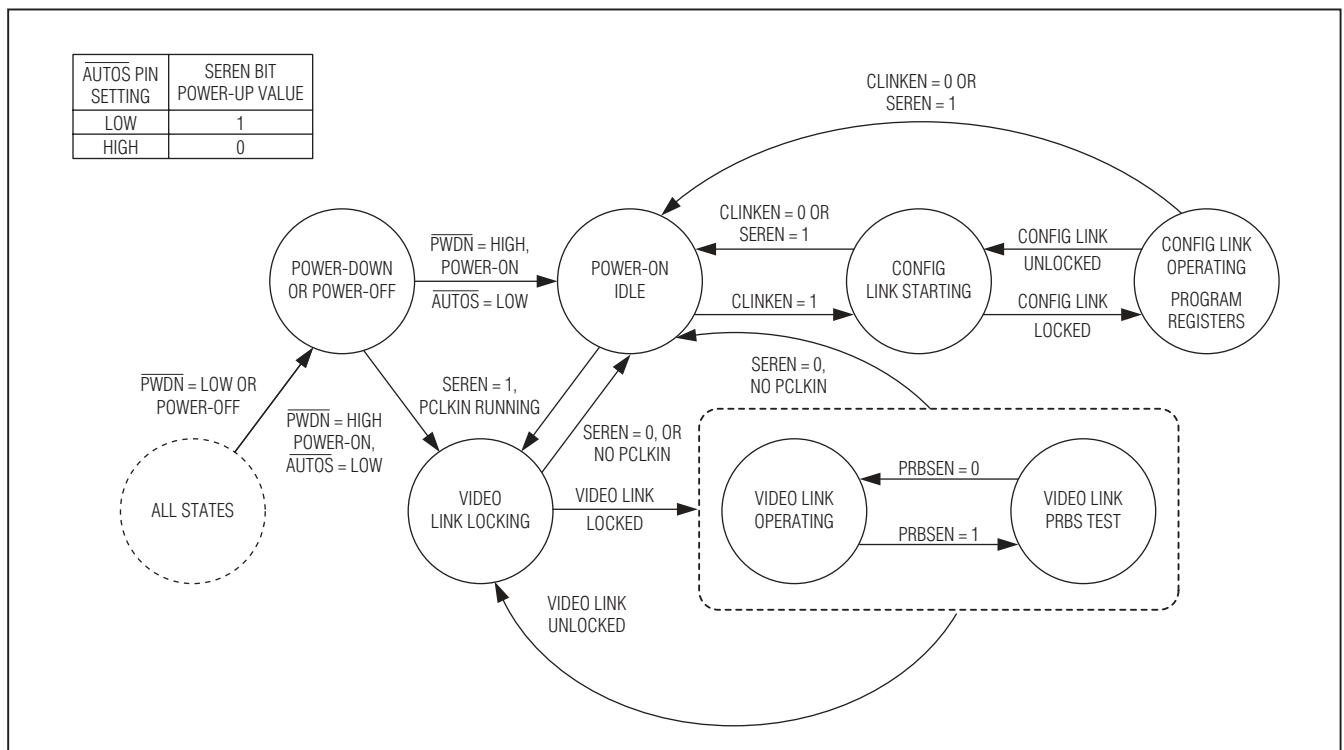 AUTOS PIN
SETTING
SEREN BIT
POWER-UP VALUE
LOW
1
HIGH
0
CLINKEN = 0 OR
SEREN = 1
POWER-DOWN
OR POWER-OFF
PWDN = HIGH,
POWER-ON
AUTOS = LOW
POWER-ON
IDLE
CLINKEN = 0 OR
SEREN = 1
CLINKEN = 1
CONFIG
LINK STARTING
CONFIG LINK
UNLOCKED
CONFIG LINK
LOCKED
CONFIG LINK
OPERATING
PROGRAM
REGISTERS
PWDN = LOW OR
POWER-OFF
PWDN = HIGH
POWER-ON,
AUTOS = LOW
SEREN = 1,
PCLKIN RUNNING
SEREN = 0, OR
NO PCLKIN
SEREN = 0,
NO PCLKIN
ALL STATES
VIDEO
LINK LOCKING
VIDEO LINK
LOCKED
VIDEO LINK
OPERATING
PRBSEN = 0
PRBSEN = 1
VIDEO LINK
PRBS TEST
VIDEO LINK
UNLOCKED